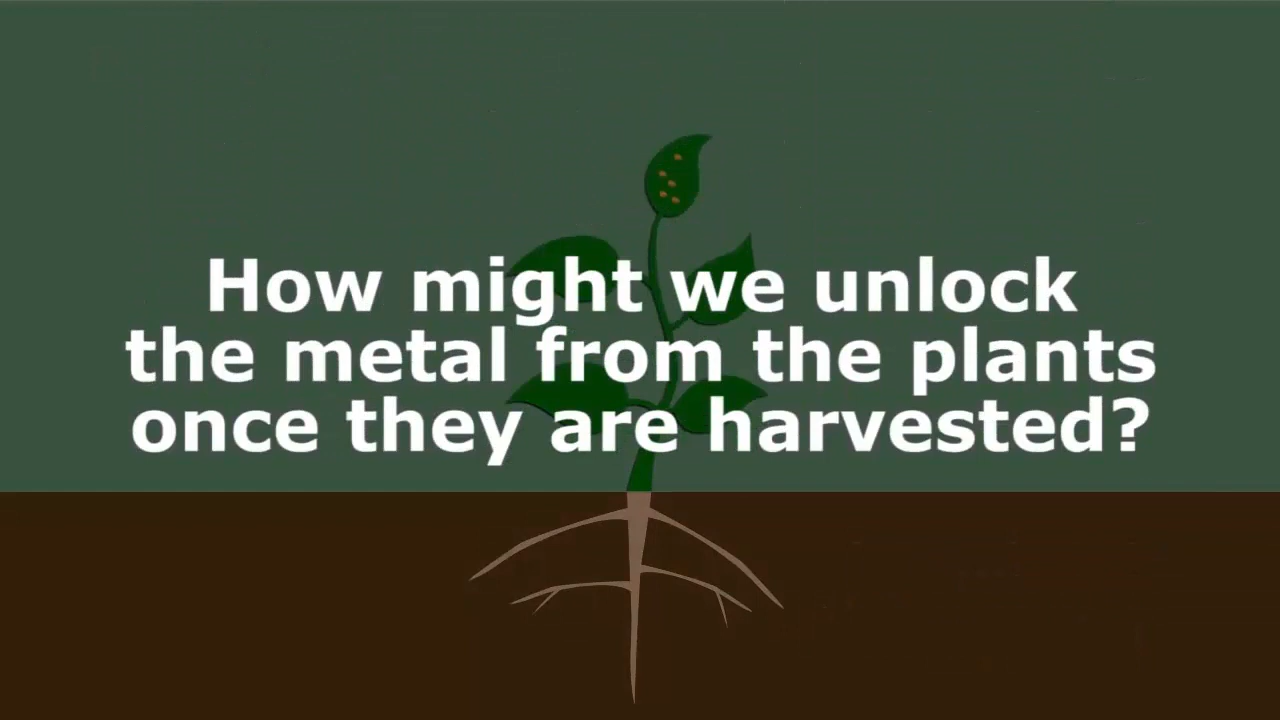 How might we unlock
the metal from the plants
once they are harvested?